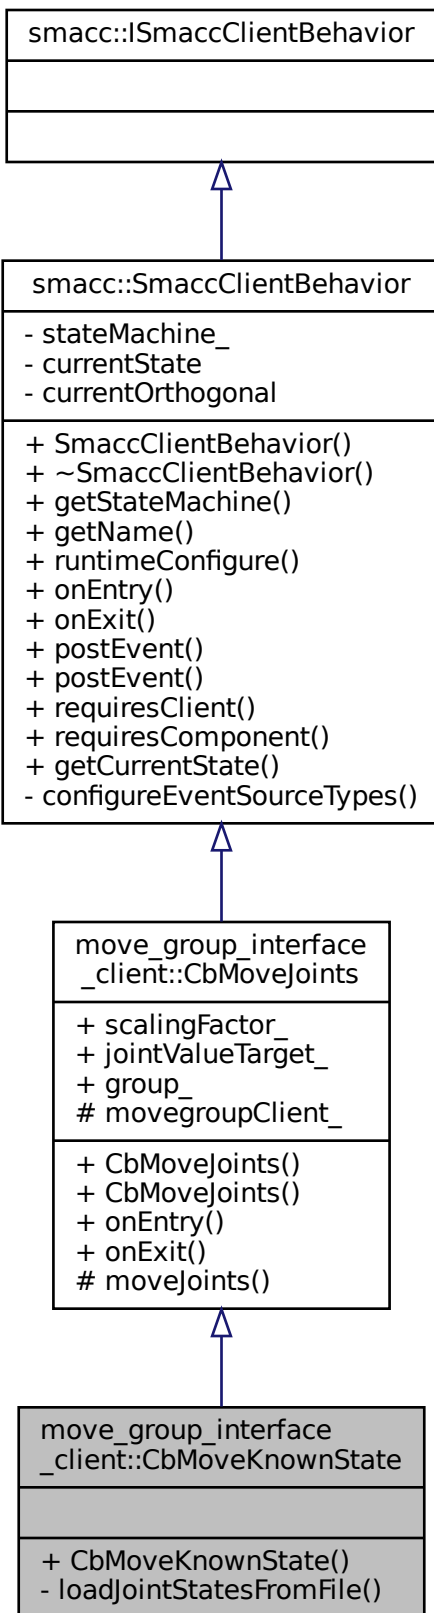 smacc::ISmaccClientBehavior
smacc::SmaccClientBehavior
- stateMachine_
- currentState
- currentOrthogonal
+ SmaccClientBehavior()
+ ~SmaccClientBehavior()
+ getStateMachine()
+ getName()
+ runtimeConfigure()
+ onEntry()
+ onExit()
+ postEvent()
+ postEvent()
+ requiresClient()
+ requiresComponent()
+ getCurrentState()
- configureEventSourceTypes()
move_group_interface
_client::CbMoveJoints
+ scalingFactor_
+ jointValueTarget_
+ group_
# movegroupClient_
+ CbMoveJoints()
+ CbMoveJoints()
+ onEntry()
+ onExit()
# moveJoints()
move_group_interface
_client::CbMoveKnownState
+ CbMoveKnownState()
- loadJointStatesFromFile()